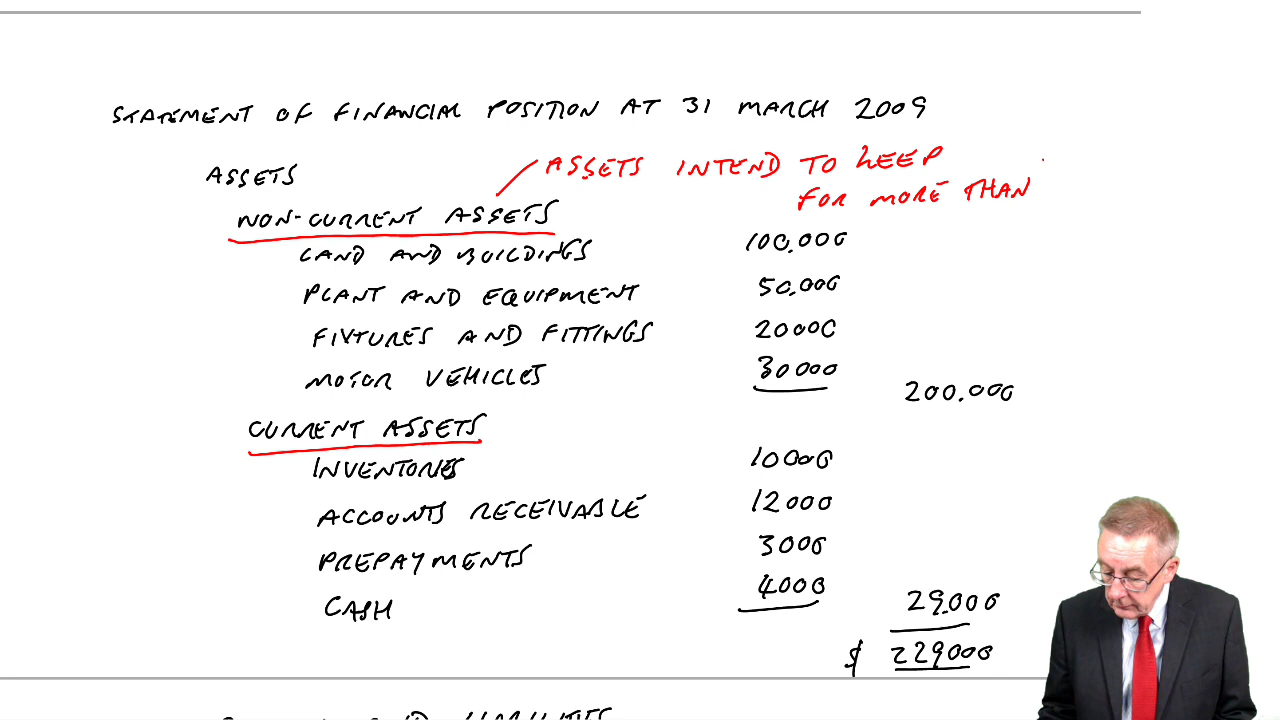 STATEMENT OF FINANCIAL POSITION AT 31 MARCH 2009
ASSETS
ASSETS INTEND TO KEEP
FOR MORE THAN
NON-CURRENT ASSETS
LAND AND BUILDINGS 100,000
PLANT AND EQUIPMENT 50,000
FIXTURES AND FITTINGS 20000
MOTOR VEHICLES 30000 200,000
CURRENT ASSETS
INVENTORIES 10000
ACCOUNTS RECEIVABLE 12000
PREPAYMENTS 3000
CASH 4000 29,000
$ 229000
LIABILITIES